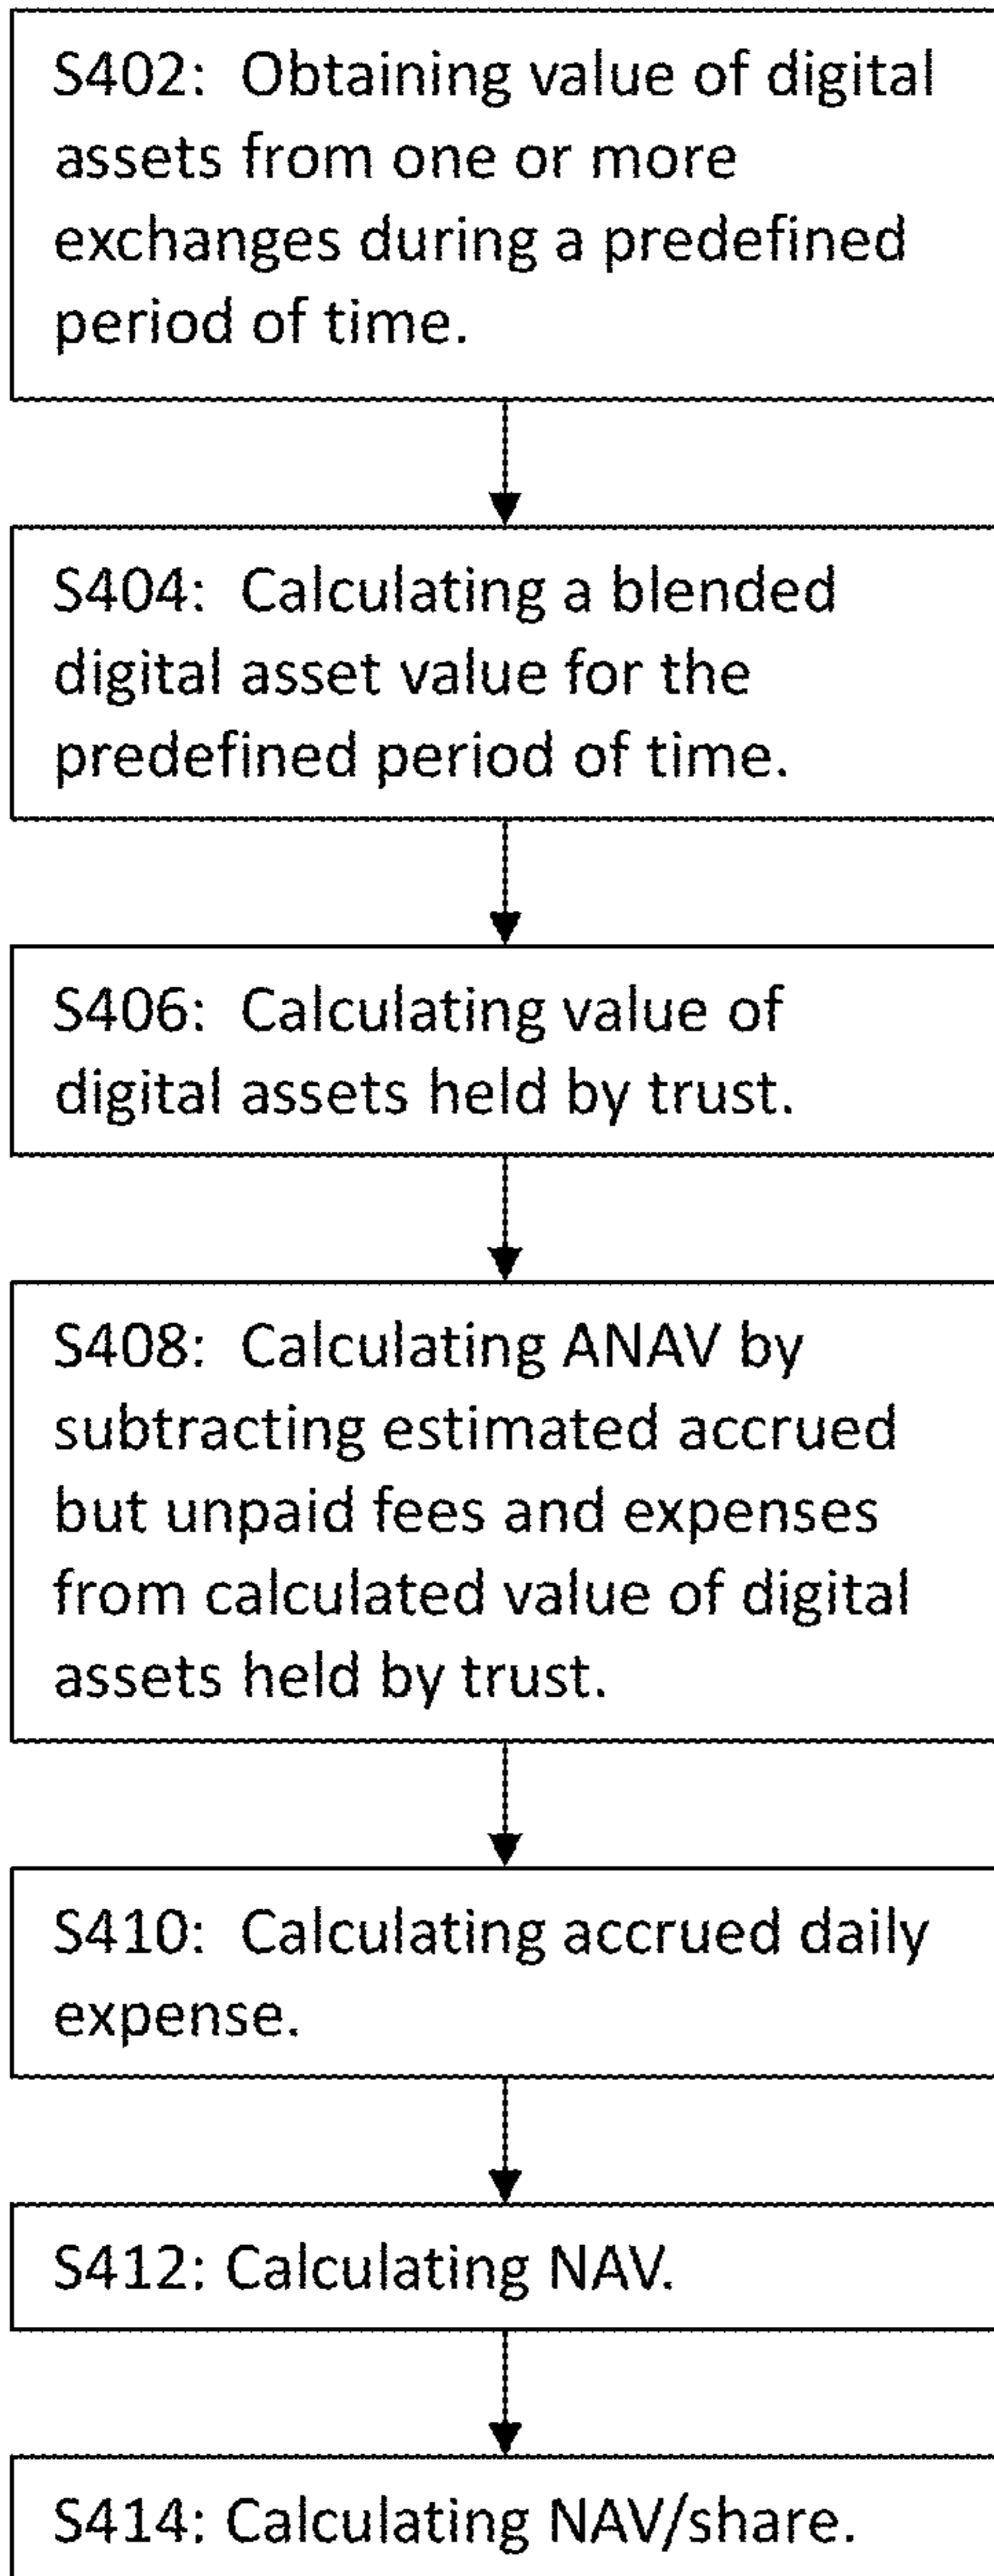 S402:  Obtaining value of digital
assets from one or more
exchanges during a predefined
period of time.
S404:  Calculating a blended
digital asset value for the
predefined period of time.
S406:  Calculating value of
digital assets held by trust.
S408:  Calculating ANAV by
subtracting estimated accrued
but unpaid fees and expenses
from calculated value of digital
assets held by trust.
S410:  Calculating accrued daily
expense.
S412: Calculating NAV.
S414: Calculating NAV/share.